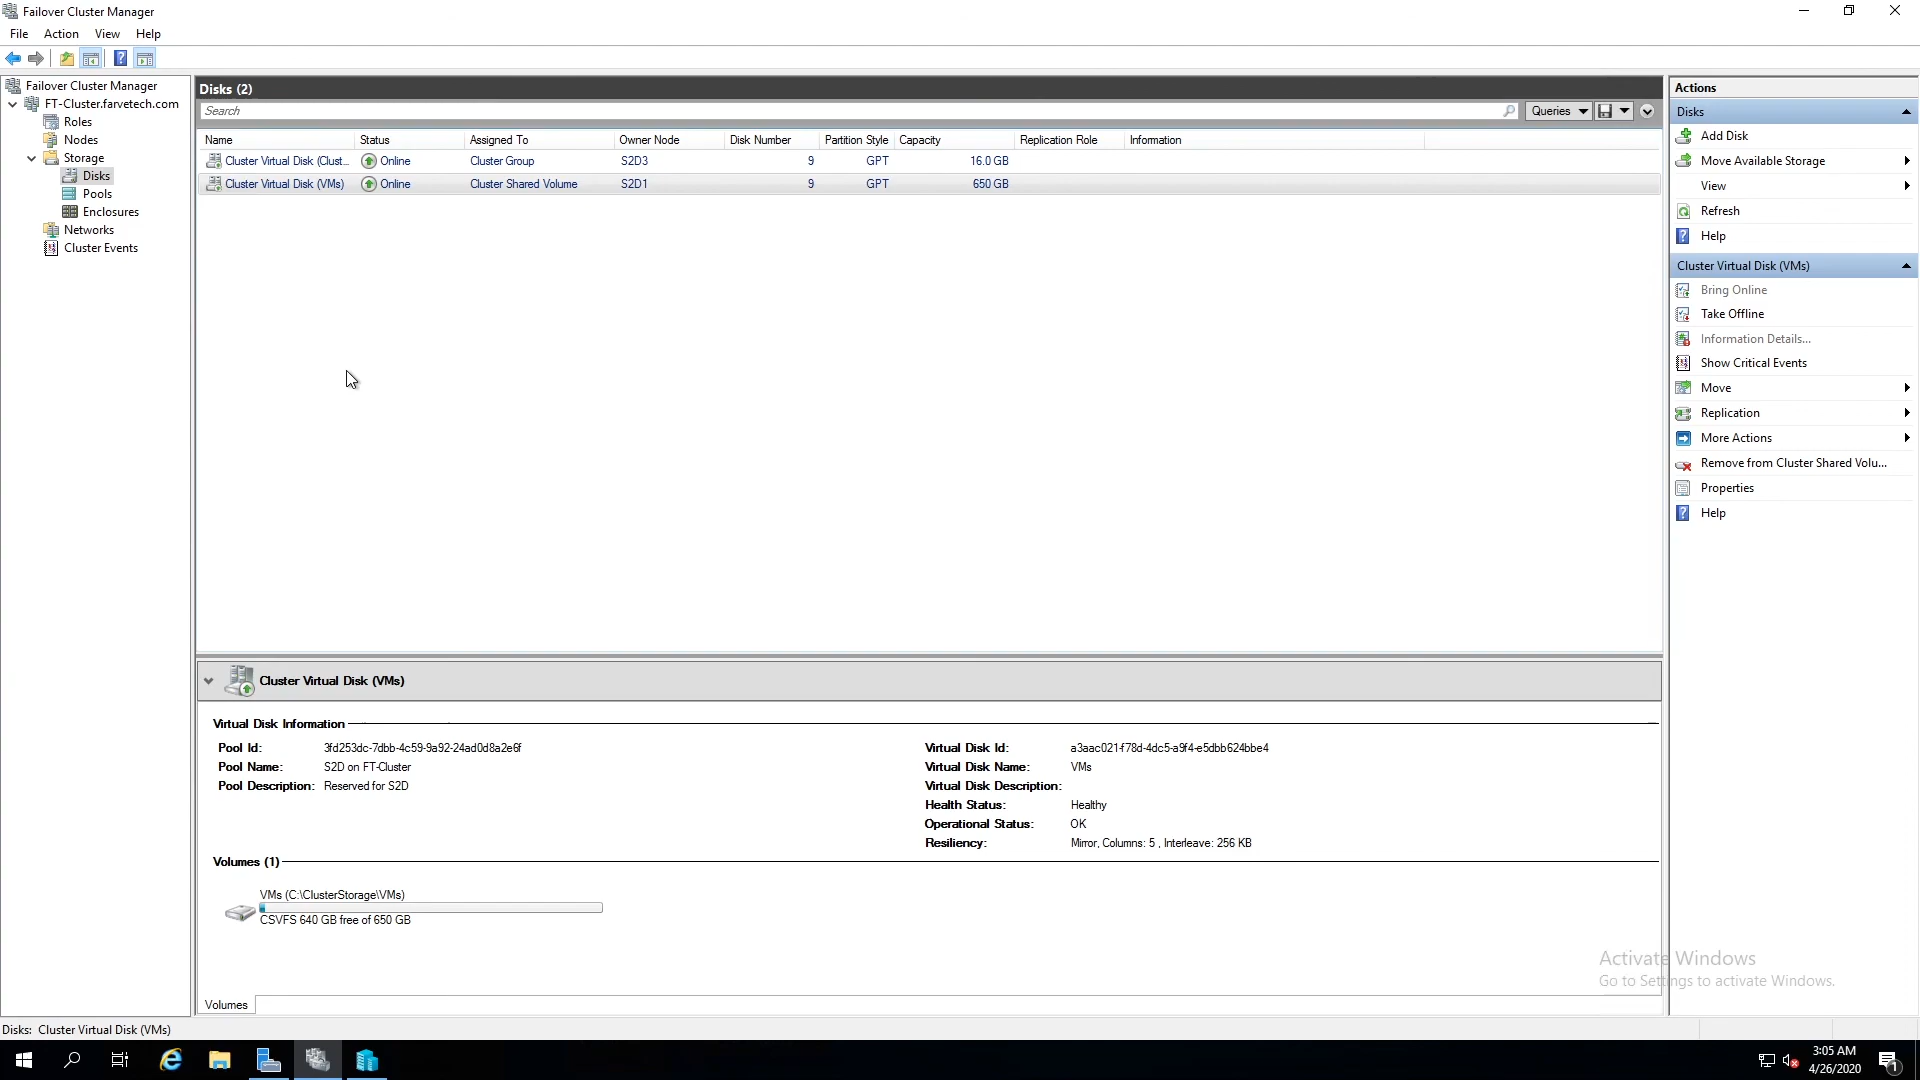 Failover Cluster Manager
File Action View Help
Failover Cluster Manager
FT-Cluster.farvetech.com
Roles
Nodes
Storage
Disks
Pools
Enclosures
Networks
Cluster Events
Disks (2)
Search
Queries
Name Status Assigned To Owner Node Disk Number Partition Style Capacity Replication Role Information
Cluster Virtual Disk (Clust... Online Cluster Group S2D3 9 GPT 16.0 GB
Cluster Virtual Disk (VMs) Online Cluster Shared Volume S2D1 9 GPT 650 GB
Cluster Virtual Disk (VMs)
Virtual Disk Information
Pool Id: 3fd253dc-7dbb-4c59-9a92-24ad0d8a2e6f
Pool Name: S2D on FT-Cluster
Pool Description: Reserved for S2D
Virtual Disk Id: a3aac021-f78d-4dc5-a9f4-e5dbb624bbe4
Virtual Disk Name: VMs
Virtual Disk Description:
Health Status: Healthy
Operational Status: OK
Resiliency: Mirror, Columns: 5 , Interleave: 256 KB
Volumes (1)
VMs (C:\ClusterStorage\VMs)
CSVFS 640 GB free of 650 GB
Volumes
Actions
Disks
Add Disk
Move Available Storage
View
Refresh
Help
Cluster Virtual Disk (VMs)
Bring Online
Take Offline
Information Details...
Show Critical Events
Move
Replication
More Actions
Remove from Cluster Shared Volu...
Properties
Help
Activate Windows
Go to Settings to activate Windows.
Disks: Cluster Virtual Disk (VMs)
3:05 AM
4/26/2020
1